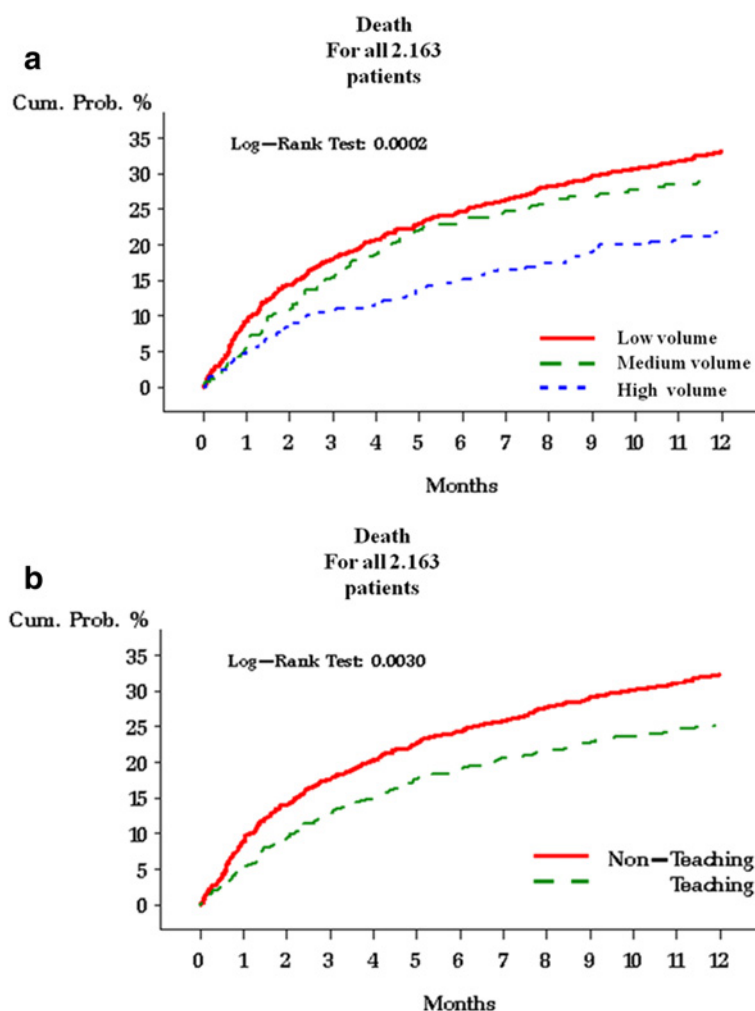 a
Death
For all 2.163
patients
Cum. Prob. %
Log-Rank Test: 0.0002
35
30
25
20
15
10
5
0
Low volume
Medium volume
High volume
0 1 2 3 4 5 6 7 8 9 10 11 12
Months
b
Death
For all 2.163
patients
Cum. Prob. %
Log-Rank Test: 0.0030
35
30
25
20
15
10
5
0
Non-Teaching
Teaching
0 1 2 3 4 5 6 7 8 9 10 11 12
Months